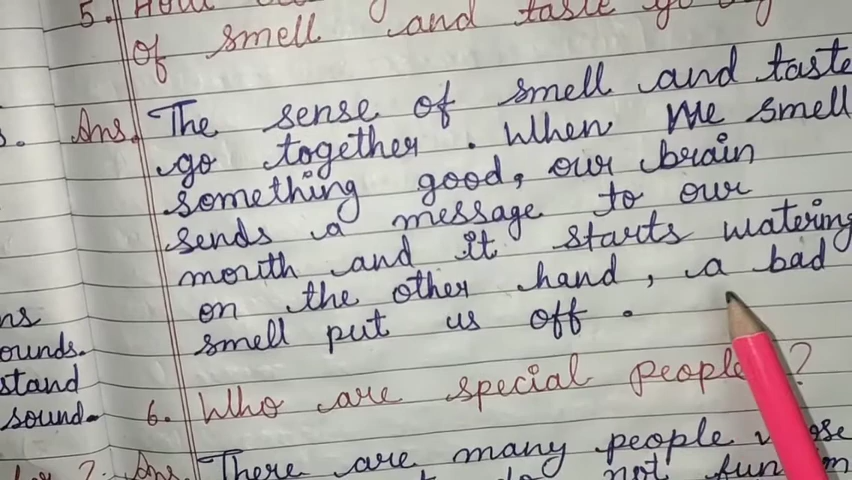 5.
of smell and taste go
s. Ans. The sense of smell and taste
go together. When we smell
something good, our brain
sends a message to our
mouth and it starts watering
on the other hand, a bad
smell put us off.
ns
ounds.
stand
sound.
6. Who are special people ?
? Ans. There are many people
not